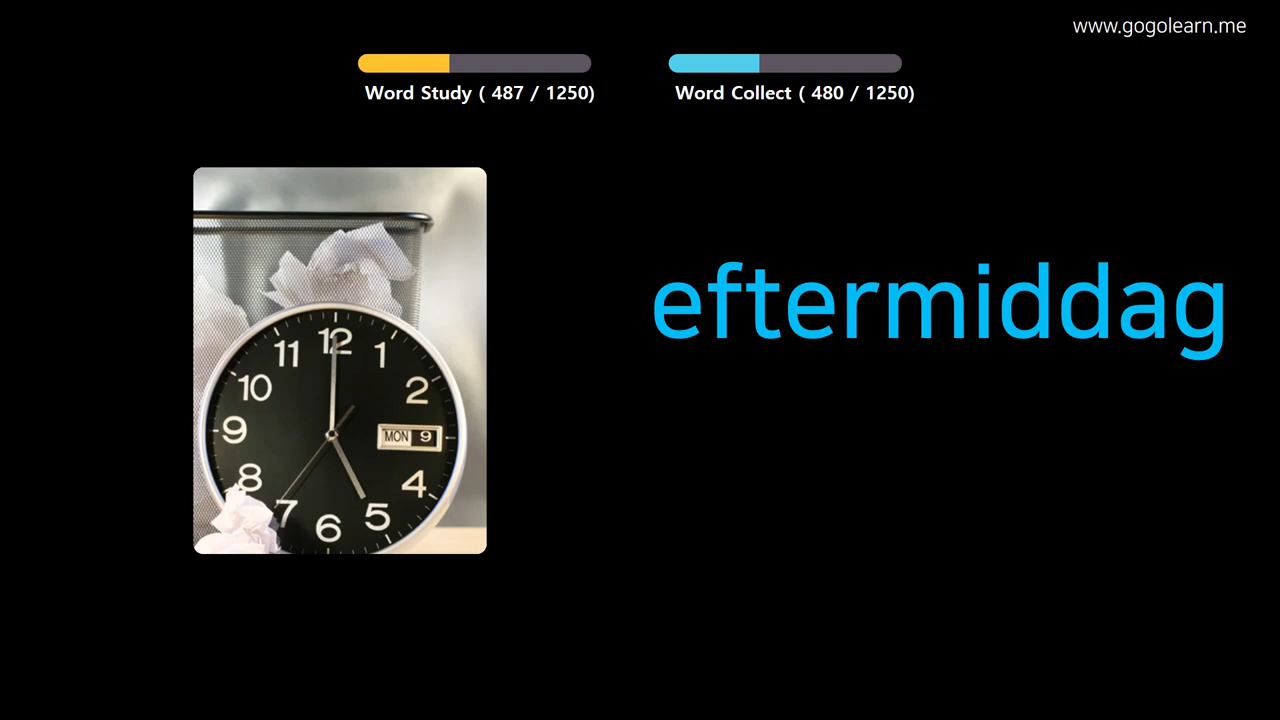 www.gogolearn.me
Word Study ( 487 / 1250)
Word Collect ( 480 / 1250)
eftermiddag
12
11 1
10 2
9 MON 9
8 4
7 5
6